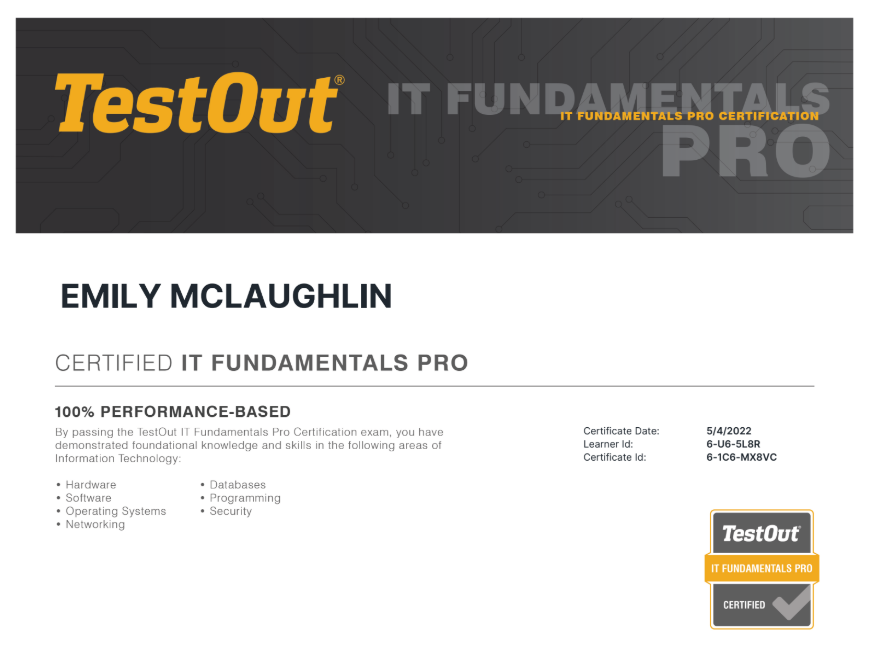 TestOut®
IT FUNDAMENTALS
IT FUNDAMENTALS PRO CERTIFICATION
PRO
EMILY MCLAUGHLIN
CERTIFIED IT FUNDAMENTALS PRO
100% PERFORMANCE-BASED
By passing the TestOut IT Fundamentals Pro Certification exam, you have
demonstrated foundational knowledge and skills in the following areas of
Information Technology:
• Hardware
• Software
• Operating Systems
• Networking
• Databases
• Programming
• Security
Certificate Date: 5/4/2022
Learner Id: 6-U6-5L8R
Certificate Id: 6-1C6-MX8VC
TestOut
IT FUNDAMENTALS PRO
CERTIFIED